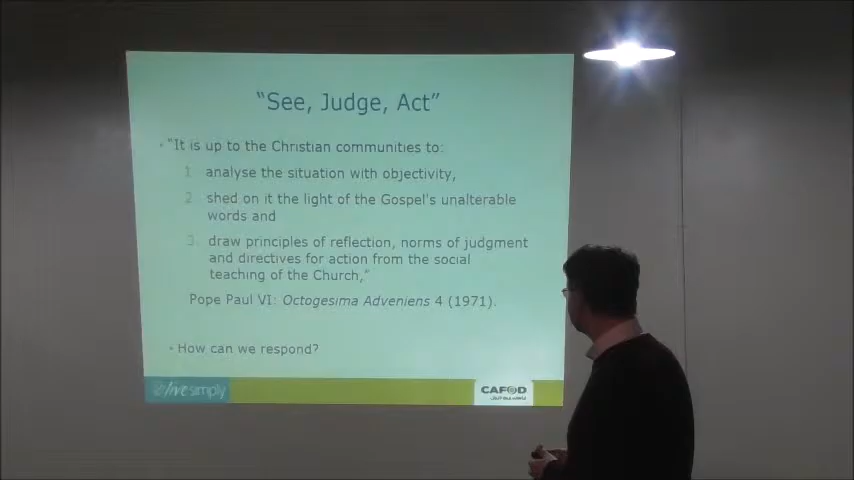 "See, Judge, Act"
• "It is up to the Christian communities to:
1 analyse the situation with objectivity,
2 shed on it the light of the Gospel's unalterable
words and
3 draw principles of reflection, norms of judgment
and directives for action from the social
teaching of the Church,"
Pope Paul VI: Octogesima Adveniens 4 (1971).
• How can we respond?
live simply
CAFOD